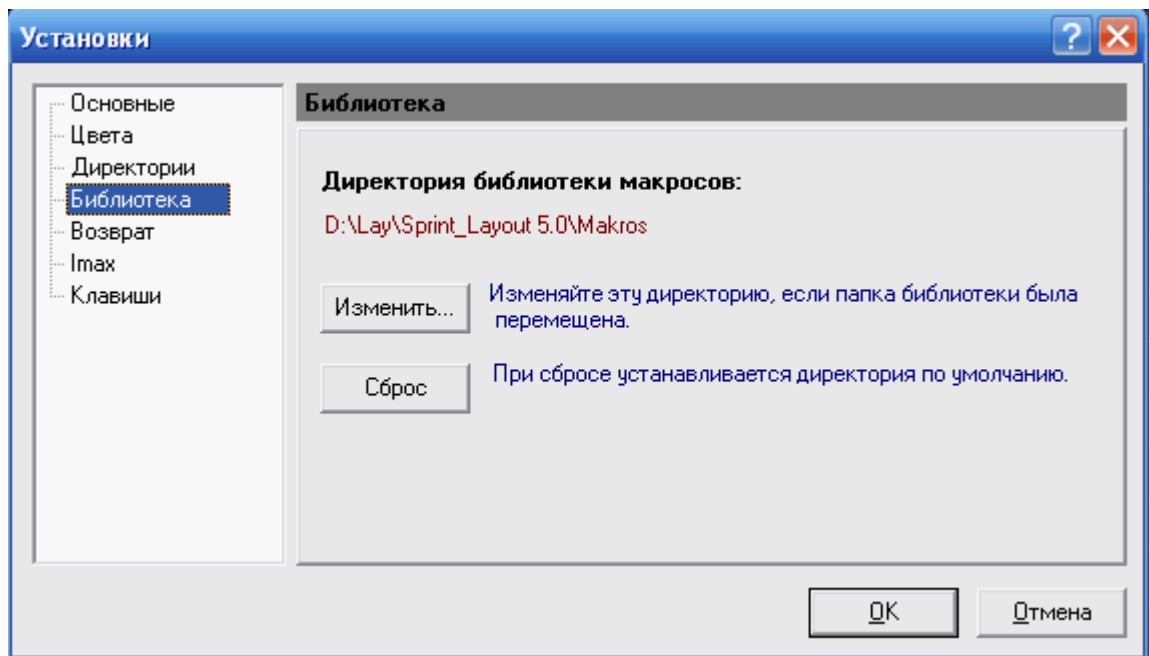 Установки
Основные
Цвета
Директории
Библиотека
Возврат
Imax
Клавиши
Библиотека
Директория библиотеки макросов:
D:\Lay\Sprint_Layout 5.0\Makros
Изменить...
Изменяйте эту директорию, если папка библиотеки была
перемещена.
Сброс
При сбросе устанавливается директория по умолчанию.
OK
Отмена